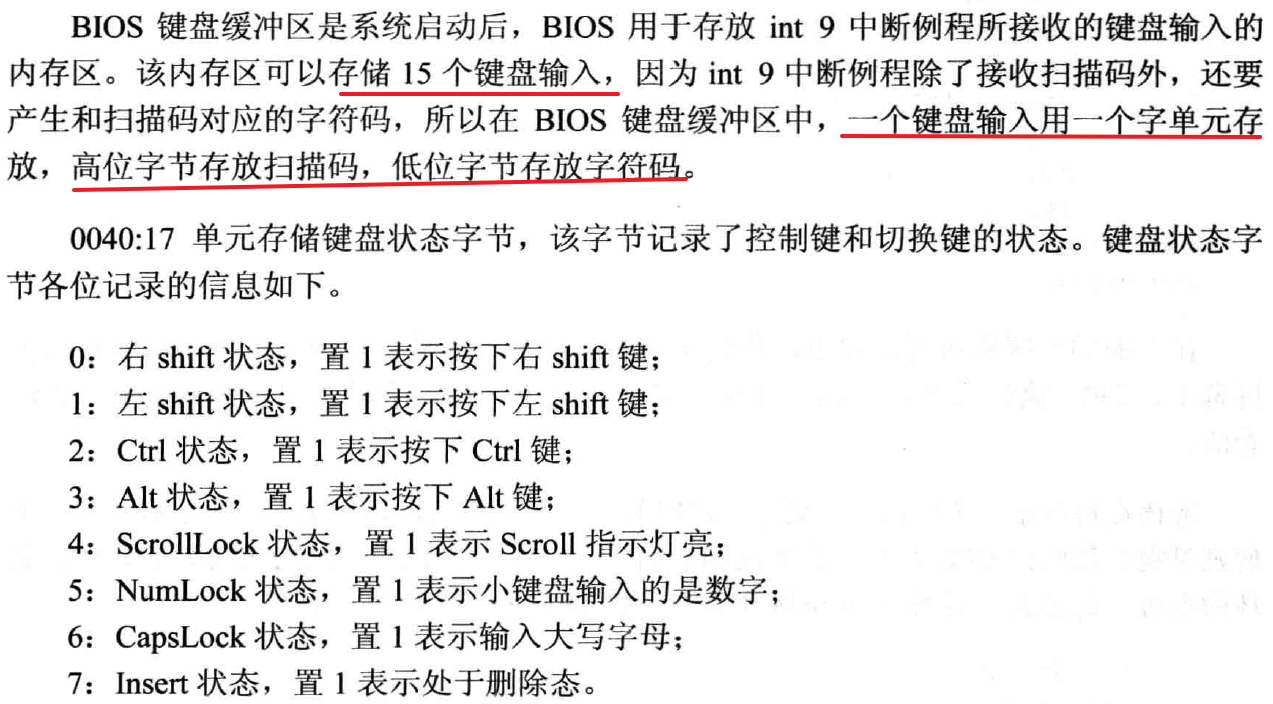 BIOS 键盘缓冲区是系统启动后，BIOS 用于存放 int 9 中断例程所接收的键盘输入的
内存区。该内存区可以存储 15 个键盘输入，因为 int 9 中断例程除了接收扫描码外，还要
产生和扫描码对应的字符码，所以在 BIOS 键盘缓冲区中，一个键盘输入用一个字单元存
放，高位字节存放扫描码，低位字节存放字符码。
0040:17 单元存储键盘状态字节，该字节记录了控制键和切换键的状态。键盘状态字
节各位记录的信息如下。
0：右 shift 状态，置 1 表示按下右 shift 键；
1：左 shift 状态，置 1 表示按下左 shift 键；
2：Ctrl 状态，置 1 表示按下 Ctrl 键；
3：Alt 状态，置 1 表示按下 Alt 键；
4：ScrollLock 状态，置 1 表示 Scroll 指示灯亮；
5：NumLock 状态，置 1 表示小键盘输入的是数字；
6：CapsLock 状态，置 1 表示输入大写字母；
7：Insert 状态，置 1 表示处于删除态。